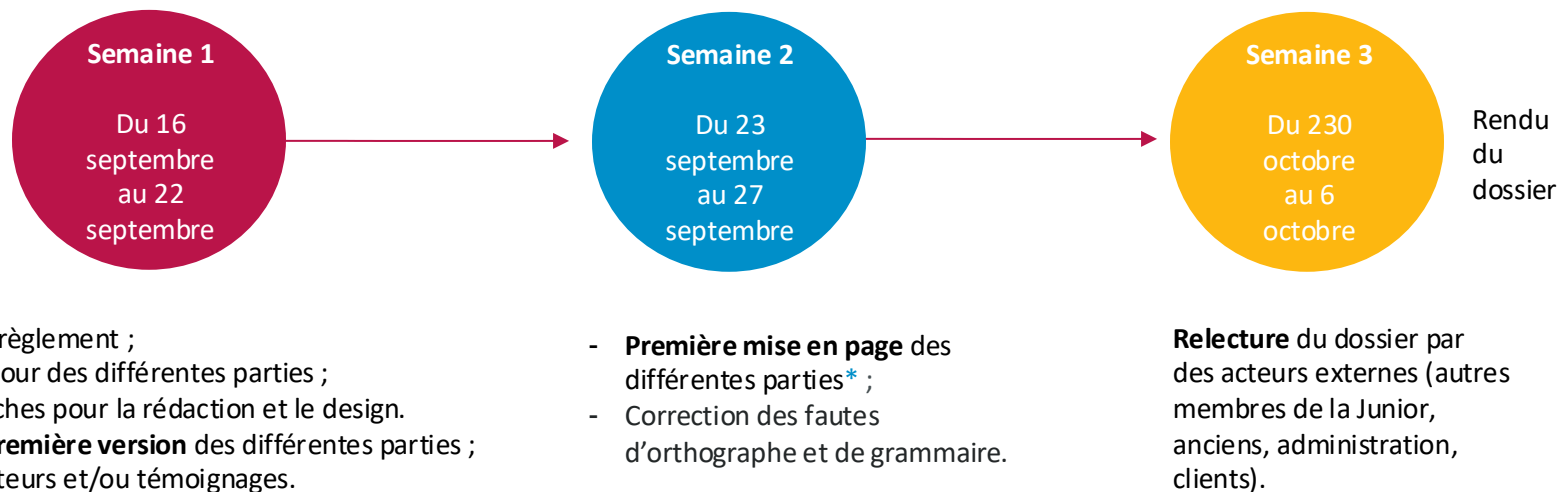 Semaine 1
Du 16
septembre
au 22
septembre
Semaine 2
Du 23
septembre
au 27
septembre
Semaine 3
Du 230
octobre
au 6
octobre
Rendu
du
dossier
règlement ;
our des différentes parties ;
ches pour la rédaction et le design.
remière version des différentes parties ;
teurs et/ou témoignages.
- Première mise en page des
différentes parties* ;
- Correction des fautes
d’orthographe et de grammaire.
Relecture du dossier par
des acteurs externes (autres
membres de la Junior,
anciens, administration,
clients).